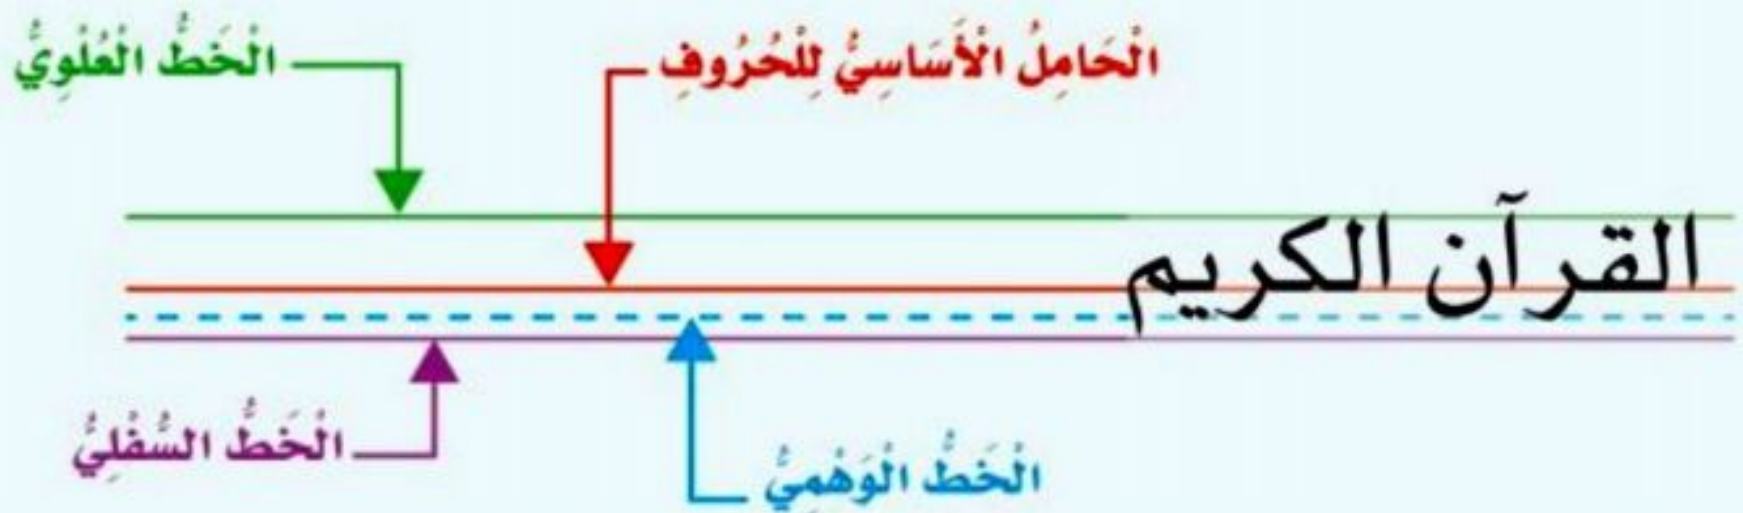 الْحَامِلُ الْأَسَاسِيُّ لِلْحُرُوفِ
الْخَطُّ الْعُلْوِيُّ
القرآن الكريم
الْخَطُّ السُّفْلِيُّ
الْخَطُّ الْوَهْمِيُّ